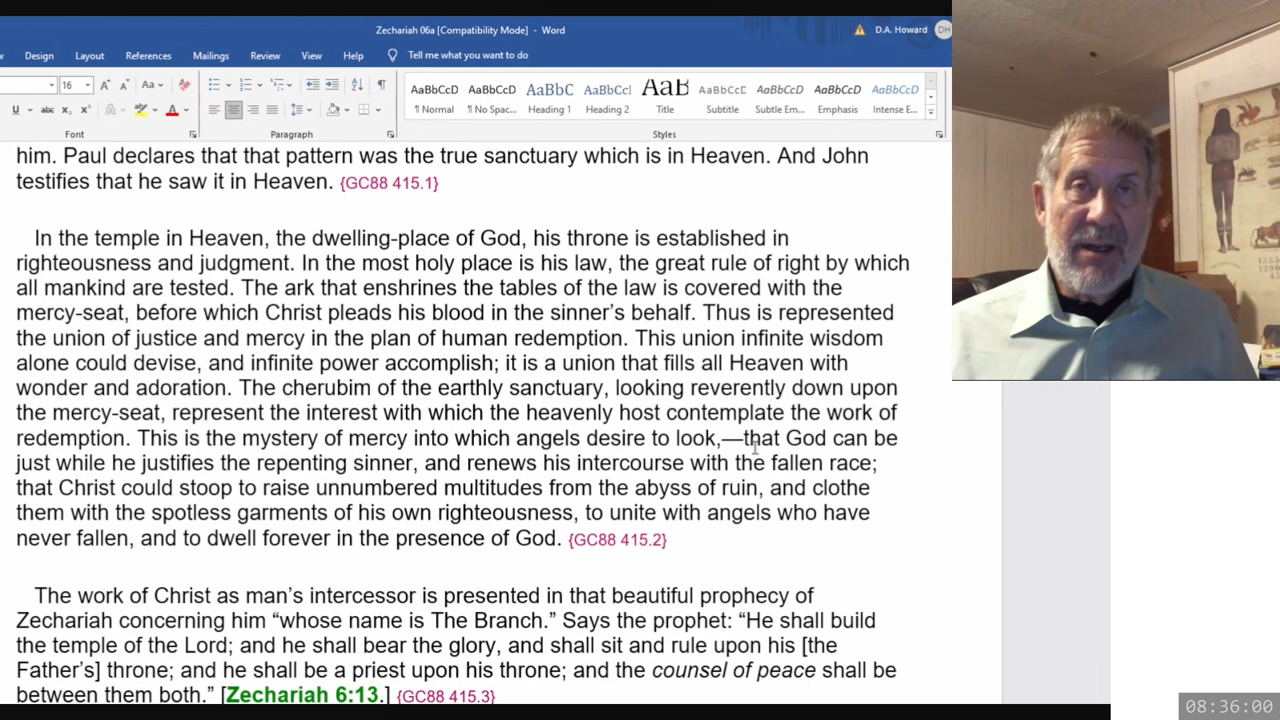 Zechariah 06a [Compatibility Mode] - Word
D.A. Howard DH
Design Layout References Mailings Review View Help Tell me what you want to do
16 Aa
AaBbCcD AaBbCcD AaBbC AaBbCcl AaB AaBbCcC AaBbCcD AaBbCcD AaBbCcD
U abc x₂ x² A A
¶ Normal ¶ No Spac... Heading 1 Heading 2 Title Subtitle Subtle Em... Emphasis Intense E...
Font Paragraph Styles
him. Paul declares that that pattern was the true sanctuary which is in Heaven. And John
testifies that he saw it in Heaven. {GC88 415.1}
In the temple in Heaven, the dwelling-place of God, his throne is established in
righteousness and judgment. In the most holy place is his law, the great rule of right by which
all mankind are tested. The ark that enshrines the tables of the law is covered with the
mercy-seat, before which Christ pleads his blood in the sinner’s behalf. Thus is represented
the union of justice and mercy in the plan of human redemption. This union infinite wisdom
alone could devise, and infinite power accomplish; it is a union that fills all Heaven with
wonder and adoration. The cherubim of the earthly sanctuary, looking reverently down upon
the mercy-seat, represent the interest with which the heavenly host contemplate the work of
redemption. This is the mystery of mercy into which angels desire to look,—that God can be
just while he justifies the repenting sinner, and renews his intercourse with the fallen race;
that Christ could stoop to raise unnumbered multitudes from the abyss of ruin, and clothe
them with the spotless garments of his own righteousness, to unite with angels who have
never fallen, and to dwell forever in the presence of God. {GC88 415.2}
The work of Christ as man’s intercessor is presented in that beautiful prophecy of
Zechariah concerning him “whose name is The Branch.” Says the prophet: “He shall build
the temple of the Lord; and he shall bear the glory, and shall sit and rule upon his [the
Father’s] throne; and he shall be a priest upon his throne; and the counsel of peace shall be
between them both.” [Zechariah 6:13.] {GC88 415.3}
08:36:00